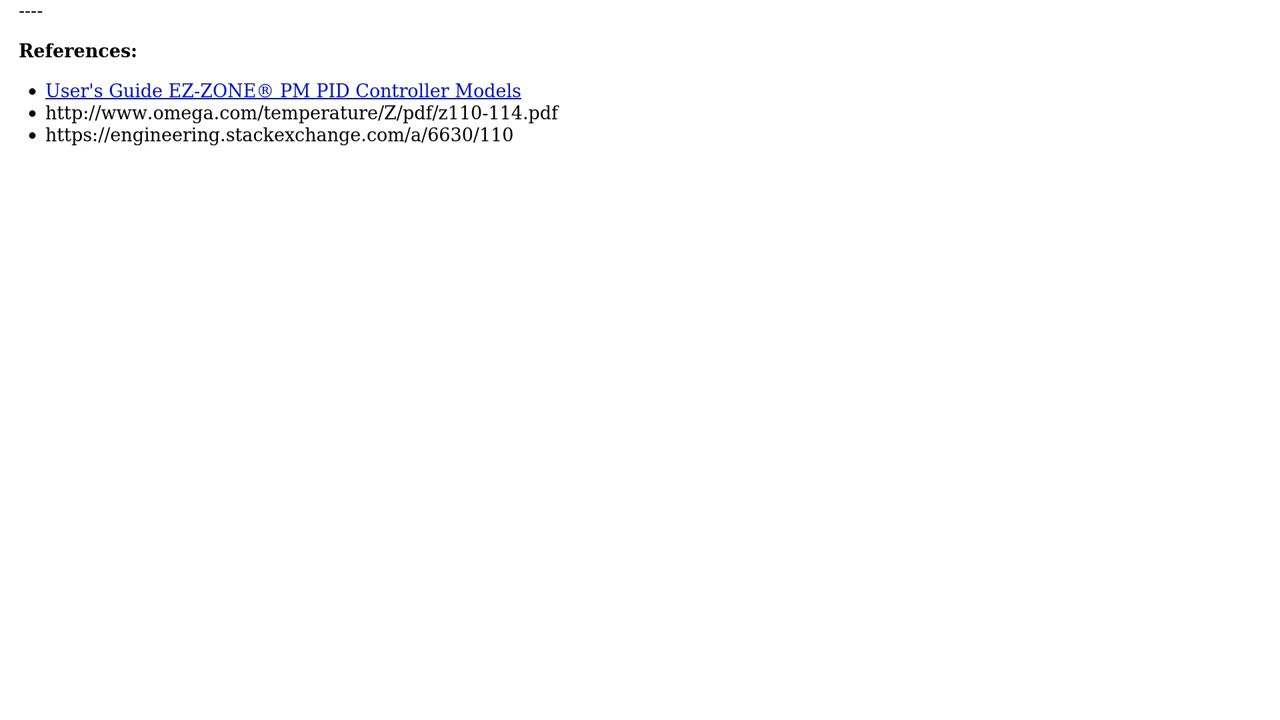 ----
References:
• User's Guide EZ-ZONE® PM PID Controller Models
• http://www.omega.com/temperature/Z/pdf/z110-114.pdf
• https://engineering.stackexchange.com/a/6630/110